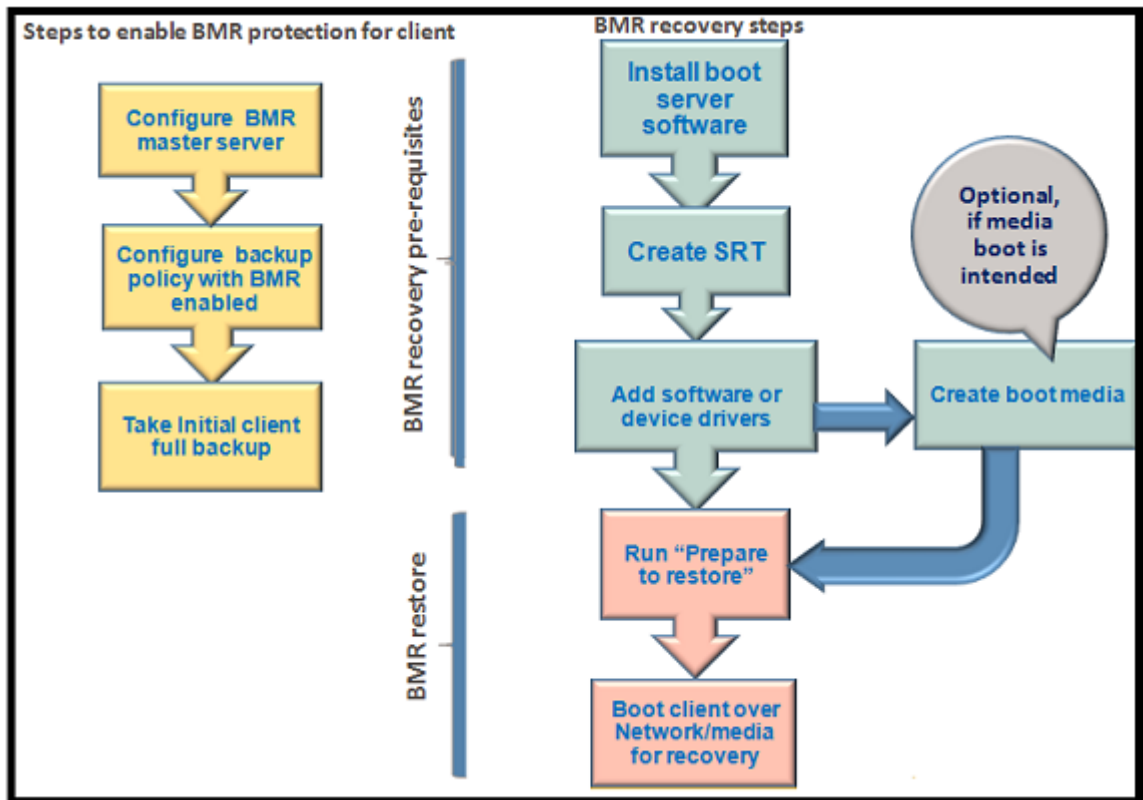 Steps to enable BMR protection for client
Configure BMR
master server
Configure backup
policy with BMR
enabled
Take Initial client
full backup
BMR recovery pre-requisites
BMR restore
BMR recovery steps
Install boot
server
software
Create SRT
Add software or
device drivers
Optional,
if media
boot is
intended
Create boot media
Run “Prepare
to restore”
Boot client over
Network/media
for recovery